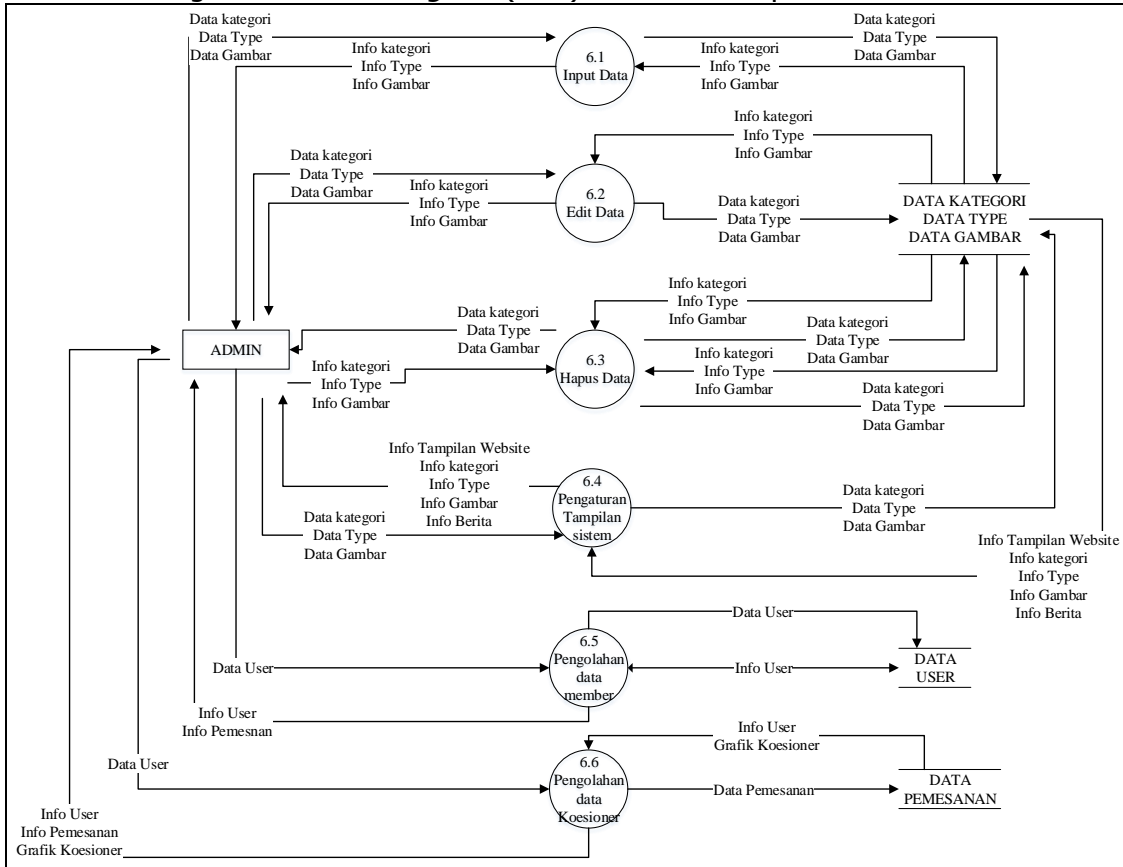 Data kategori
Data Type
Data Gambar
Info kategori
Info Type
Info Gambar
6.1
Input Data
Info kategori
Info Type
Info Gambar
Data kategori
Data Type
Data Gambar
Info kategori
Info Type
Info Gambar
Data kategori
Data Type
Data Gambar
Info kategori
Info Type
Info Gambar
6.2
Edit Data
Data kategori
Data Type
Data Gambar
DATA KATEGORI
DATA TYPE
DATA GAMBAR
Info kategori
Info Type
Info Gambar
ADMIN
Data kategori
Data Type
Data Gambar
Info kategori
Info Type
Info Gambar
6.3
Hapus Data
Data kategori
Data Type
Data Gambar
Info kategori
Info Type
Info Gambar
Data kategori
Data Type
Data Gambar
Info Tampilan Website
Info kategori
Info Type
Info Gambar
Info Berita
Data kategori
Data Type
Data Gambar
6.4
Pengaturan
Tampilan
sistem
Data kategori
Data Type
Data Gambar
Info Tampilan Website
Info kategori
Info Type
Info Gambar
Info Berita
Data User
Data User
6.5
Pengolahan
data
member
Info User
DATA
USER
Info User
Info Pemesnan
Info User
Grafik Koesioner
Data User
6.6
Pengolahan
data
Koesioner
Data Pemesanan
DATA
PEMESANAN
Info User
Info Pemesanan
Grafik Koesioner